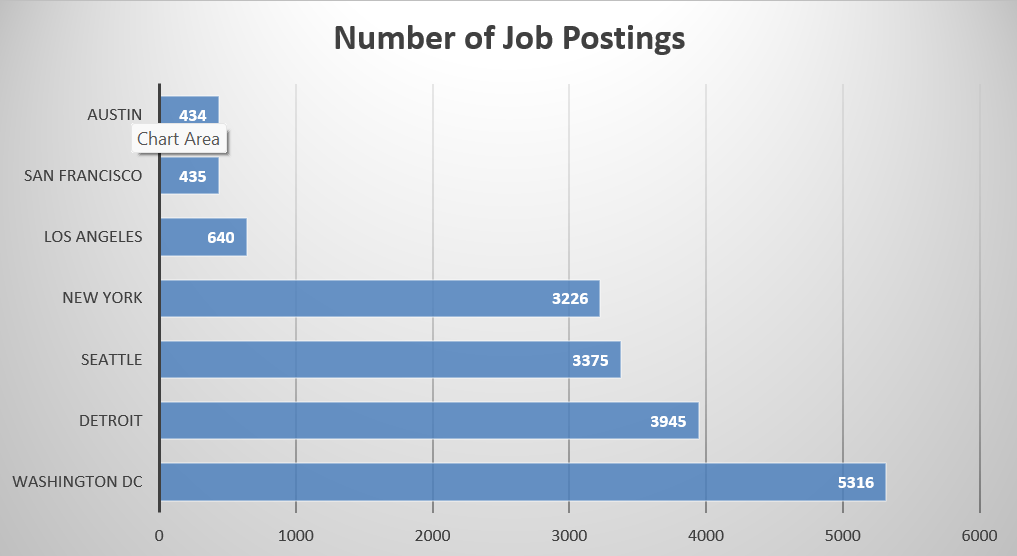 Number of Job Postings
AUSTIN 434
Chart Area
SAN FRANCISCO 435
LOS ANGELES 640
NEW YORK 3226
SEATTLE 3375
DETROIT 3945
WASHINGTON DC 5316
0 1000 2000 3000 4000 5000 6000